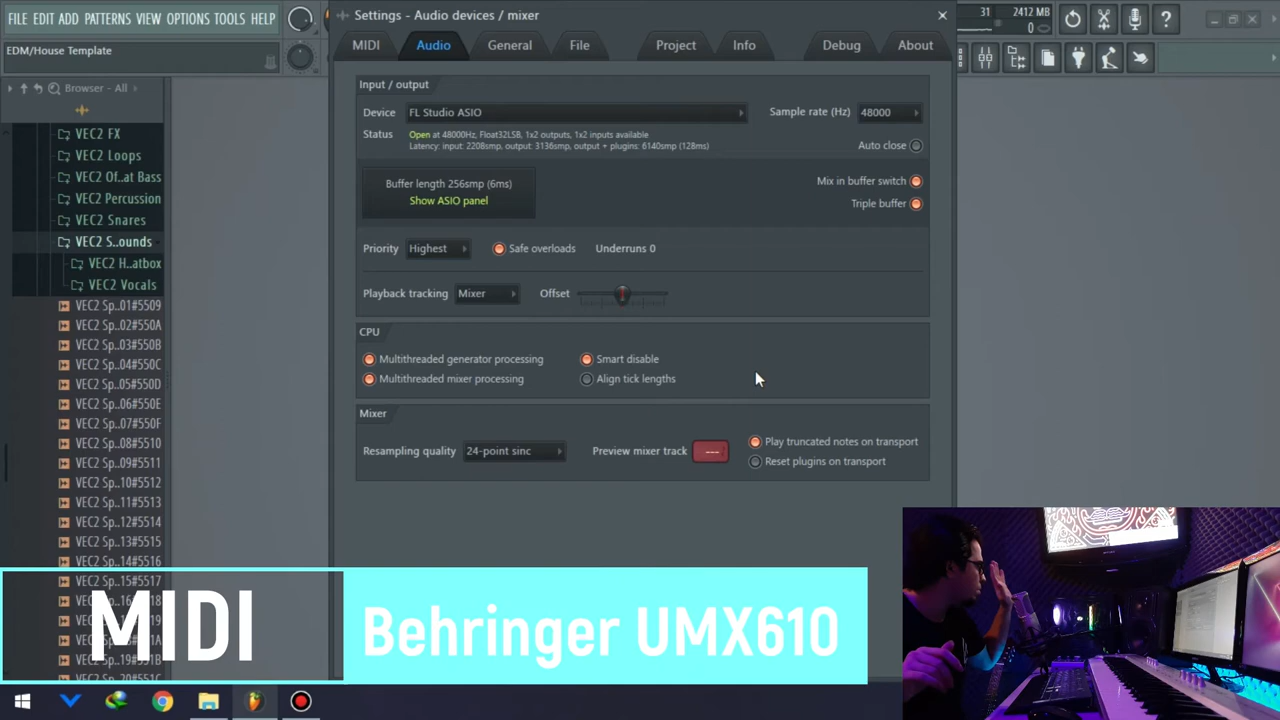 FILE EDIT ADD PATTERNS VIEW OPTIONS TOOLS HELP
EDM/House Template
Browser - All
VEC2 FX
VEC2 Loops
VEC2 Of..at Bass
VEC2 Percussion
VEC2 Snares
VEC2 S..ounds
VEC2 H..atbox
VEC2 Vocals
VEC2 Sp..01#5509
VEC2 Sp..02#550A
VEC2 Sp..03#550B
VEC2 Sp..04#550C
VEC2 Sp..05#550D
VEC2 Sp..06#550E
VEC2 Sp..07#550F
VEC2 Sp..08#5510
VEC2 Sp..09#5511
VEC2 Sp..10#5512
VEC2 Sp..11#5513
VEC2 Sp..12#5514
VEC2 Sp..13#5515
VEC2 Sp..14#5516
VEC2 Sp..15#5517
Settings - Audio devices / mixer
MIDI Audio General File Project Info Debug About
Input / output
Device FL Studio ASIO Sample rate (Hz) 48000
Status Open at 48000Hz, Float32LSB, 1x2 outputs, 1x2 inputs available
Latency: input: 2208smp, output: 3136smp, output + plugins: 6140smp (128ms)
Auto close
Buffer length 256smp (6ms)
Show ASIO panel
Mix in buffer switch
Triple buffer
Priority Highest Safe overloads Underruns 0
Playback tracking Mixer Offset
CPU
Multithreaded generator processing Smart disable
Multithreaded mixer processing Align tick lengths
Mixer
Resampling quality 24-point sinc Preview mixer track ---
Play truncated notes on transport
Reset plugins on transport
31 2412 MB
0
MIDI Behringer UMX610